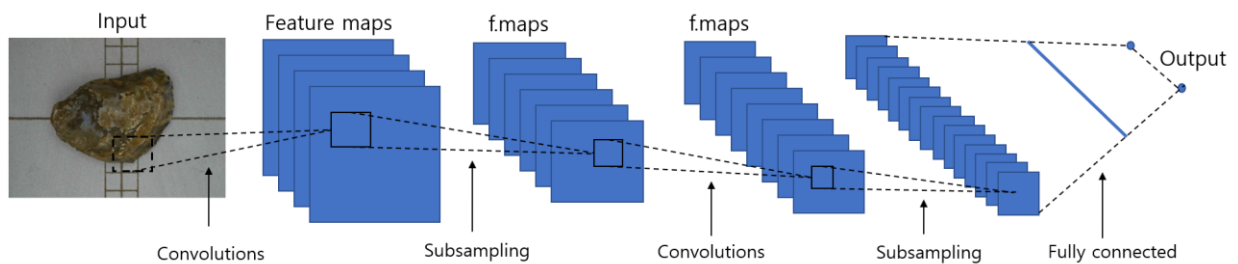 Input
Feature maps
f.maps
f.maps
Output
Convolutions
Subsampling
Convolutions
Subsampling
Fully connected